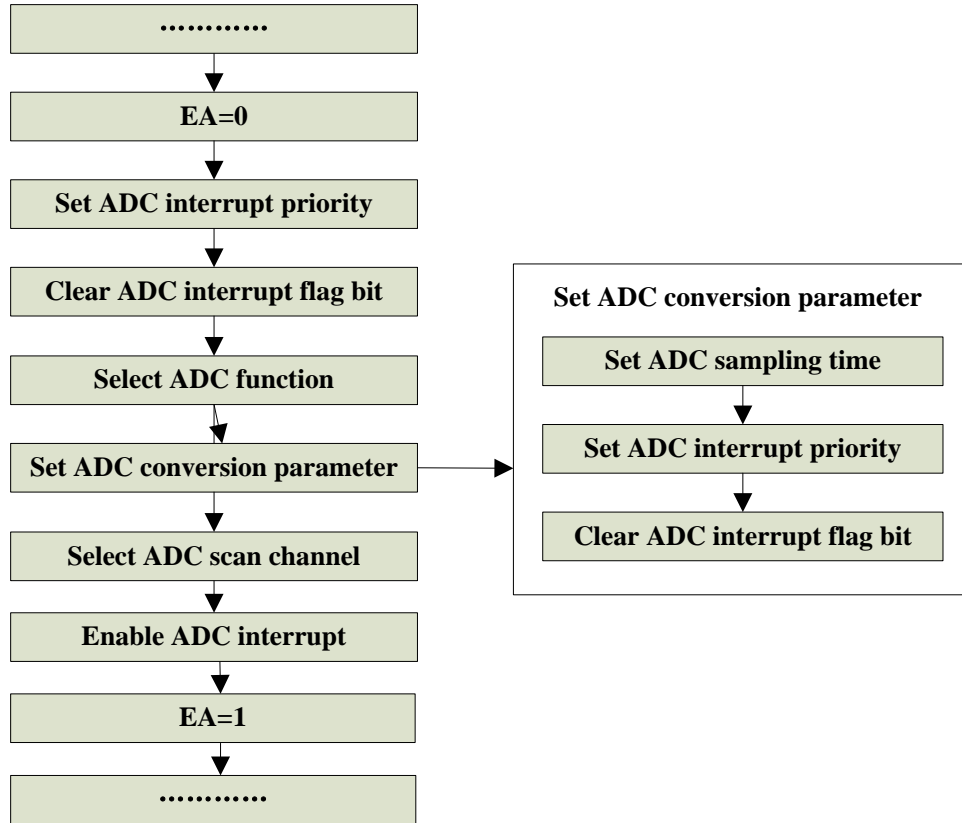 ............
EA=0
Set ADC interrupt priority
Clear ADC interrupt flag bit
Select ADC function
Set ADC conversion parameter
Select ADC scan channel
Enable ADC interrupt
EA=1
............
Set ADC conversion parameter
Set ADC sampling time
Set ADC interrupt priority
Clear ADC interrupt flag bit